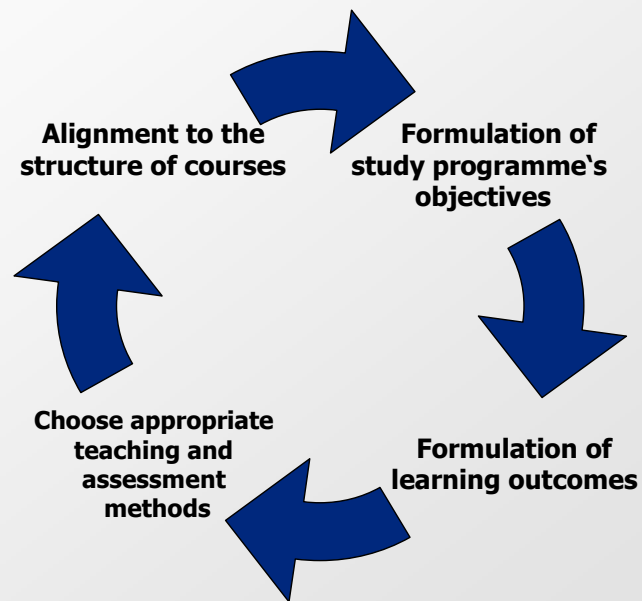 Alignment to the
structure of courses
Formulation of
study programme‘s
objectives
Formulation of
learning outcomes
Choose appropriate
teaching and
assessment
methods